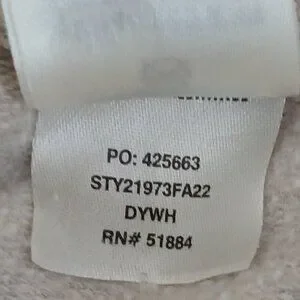 PO: 425663
STY21973FA22
DYWH
RN# 51884